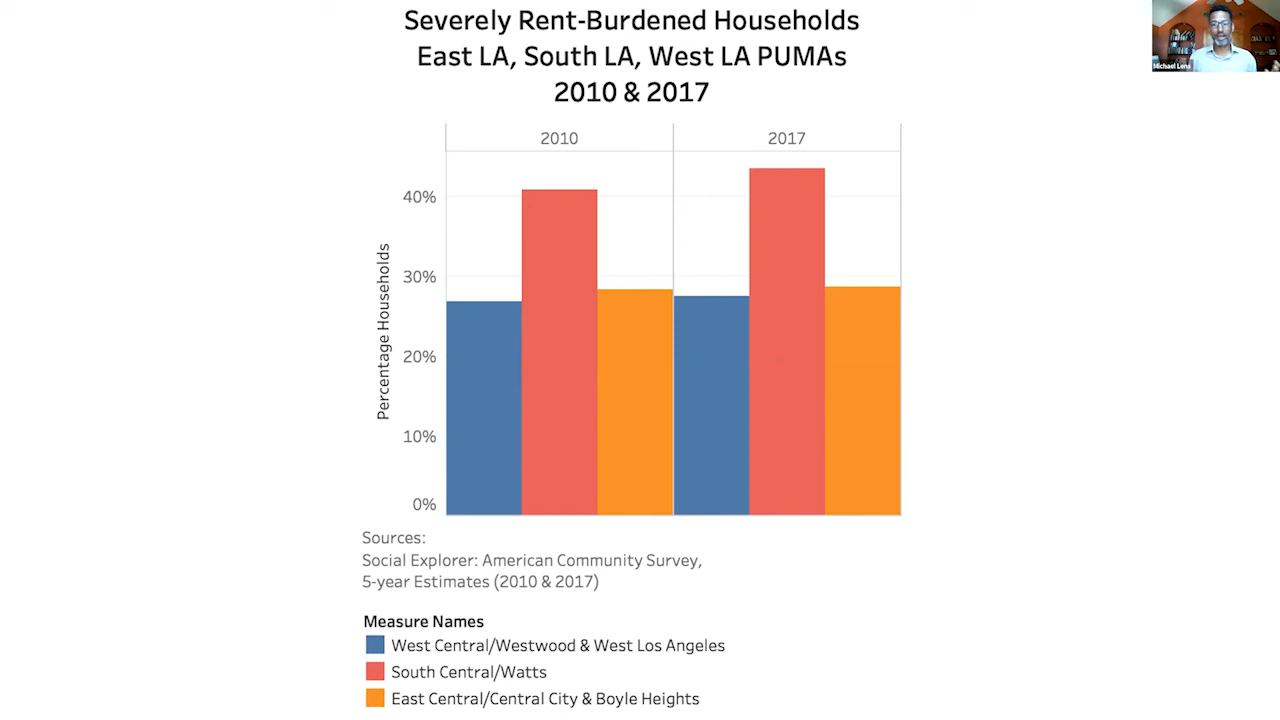 Severely Rent-Burdened Households
East LA, South LA, West LA PUMAs
2010 & 2017
Michael Lens
2010
2017
40%
30%
20%
10%
0%
Percentage Households
Sources:
Social Explorer: American Community Survey,
5-year Estimates (2010 & 2017)
Measure Names
West Central/Westwood & West Los Angeles
South Central/Watts
East Central/Central City & Boyle Heights